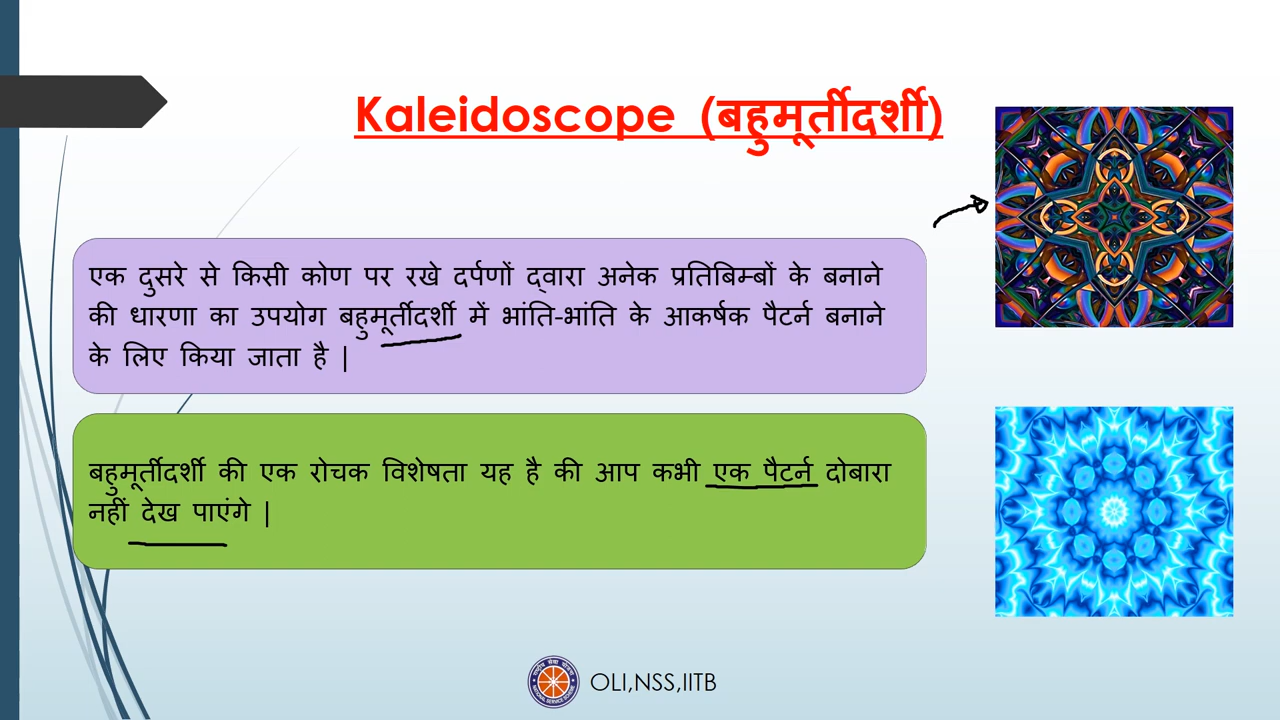 Kaleidoscope (बहुमूर्तीदर्शी)
एक दुसरे से किसी कोण पर रखे दर्पणों द्वारा अनेक प्रतिबिम्बों के बनाने
की धारणा का उपयोग बहुमूर्तीदर्शी में भांति-भांति के आकर्षक पैटर्न बनाने
के लिए किया जाता है |
बहुमूर्तीदर्शी की एक रोचक विशेषता यह है की आप कभी एक पैटर्न दोबारा
नहीं देख पाएंगे |
OLI,NSS,IITB